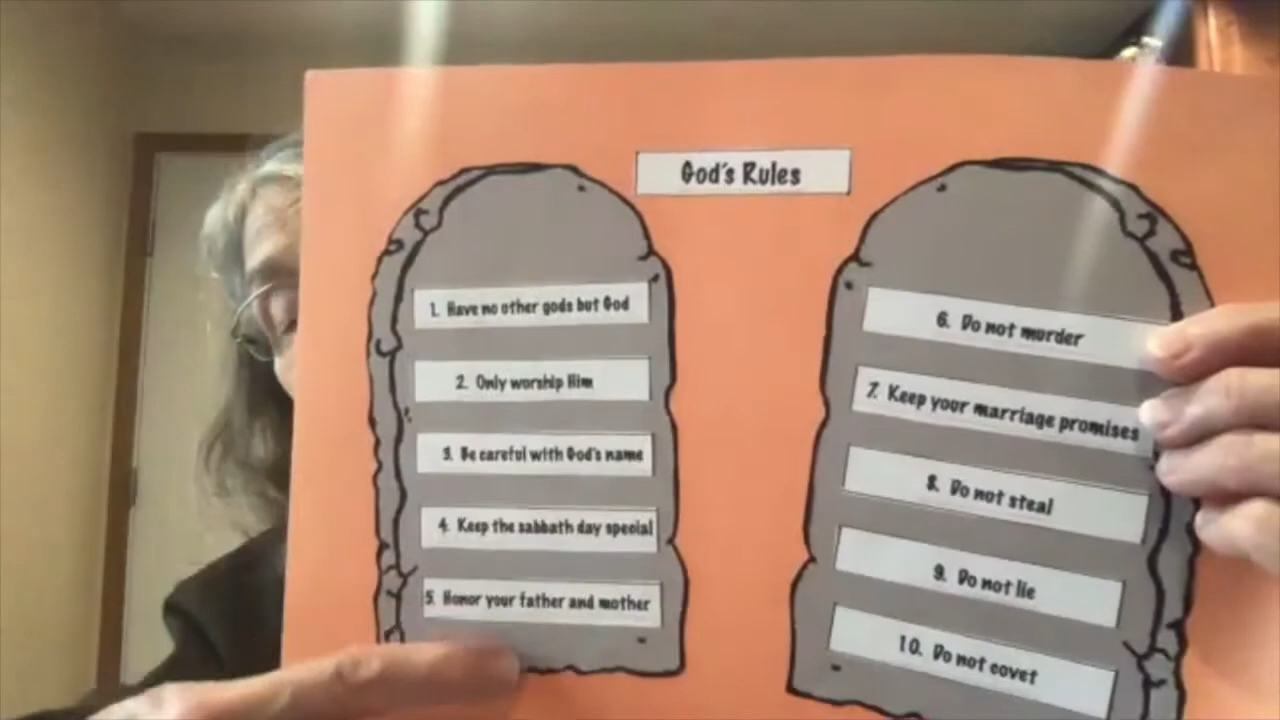 God's Rules
1. Have no other gods but God
2. Only worship Him
3. Be careful with God's name
4. Keep the sabbath day special
5. Honor your father and mother
6. Do not murder
7. Keep your marriage promises
8. Do not steal
9. Do not lie
10. Do not covet